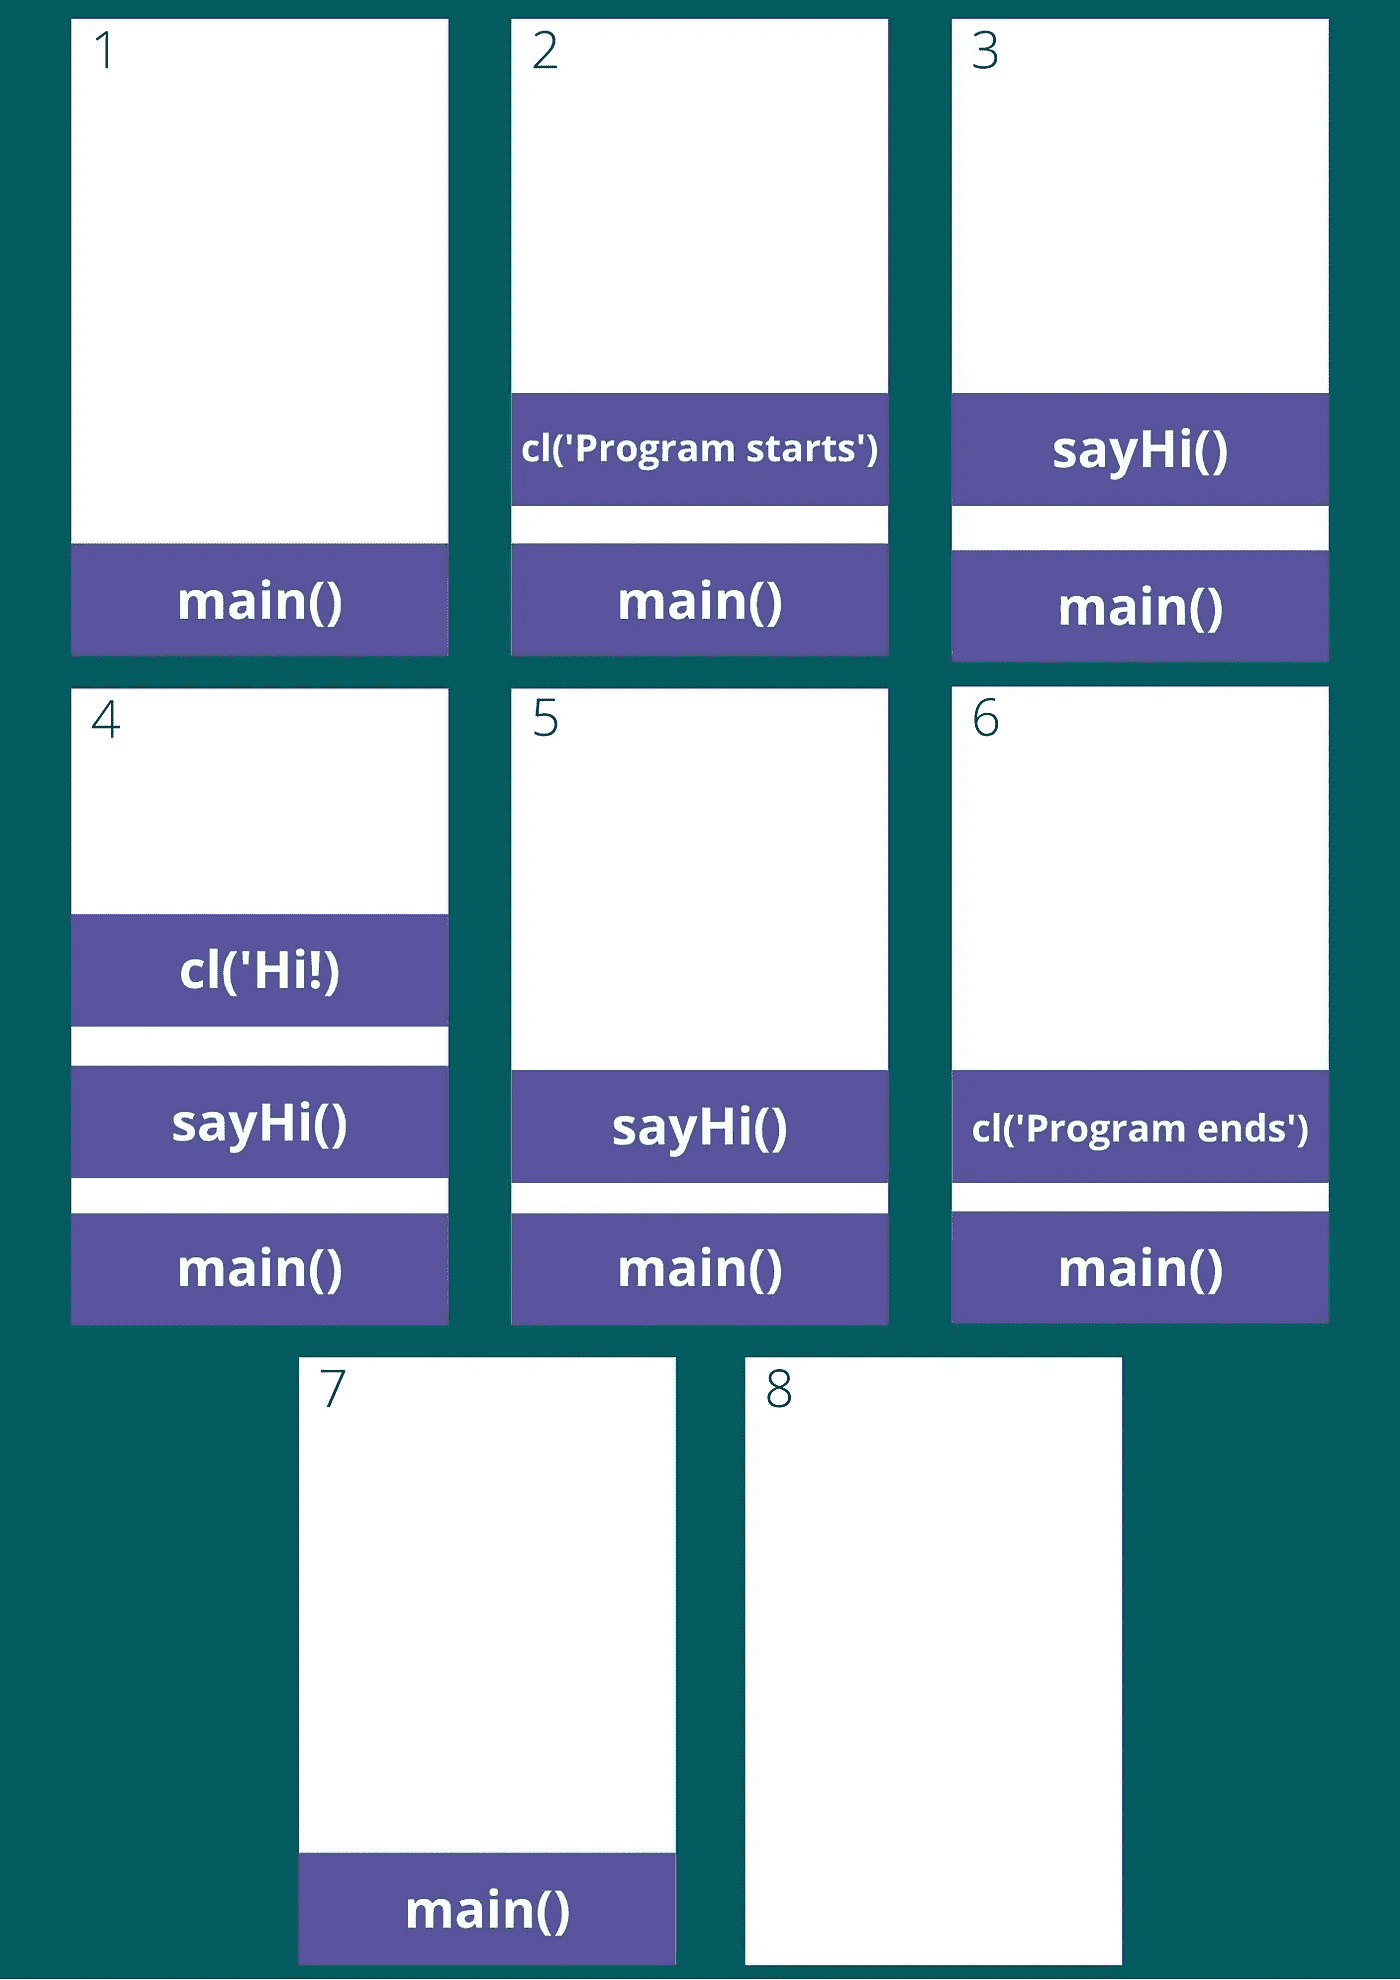 1
main()
2
cl('Program starts')
main()
3
sayHi()
main()
4
cl('Hi!)
sayHi()
main()
5
sayHi()
main()
6
cl('Program ends')
main()
7
main()
8